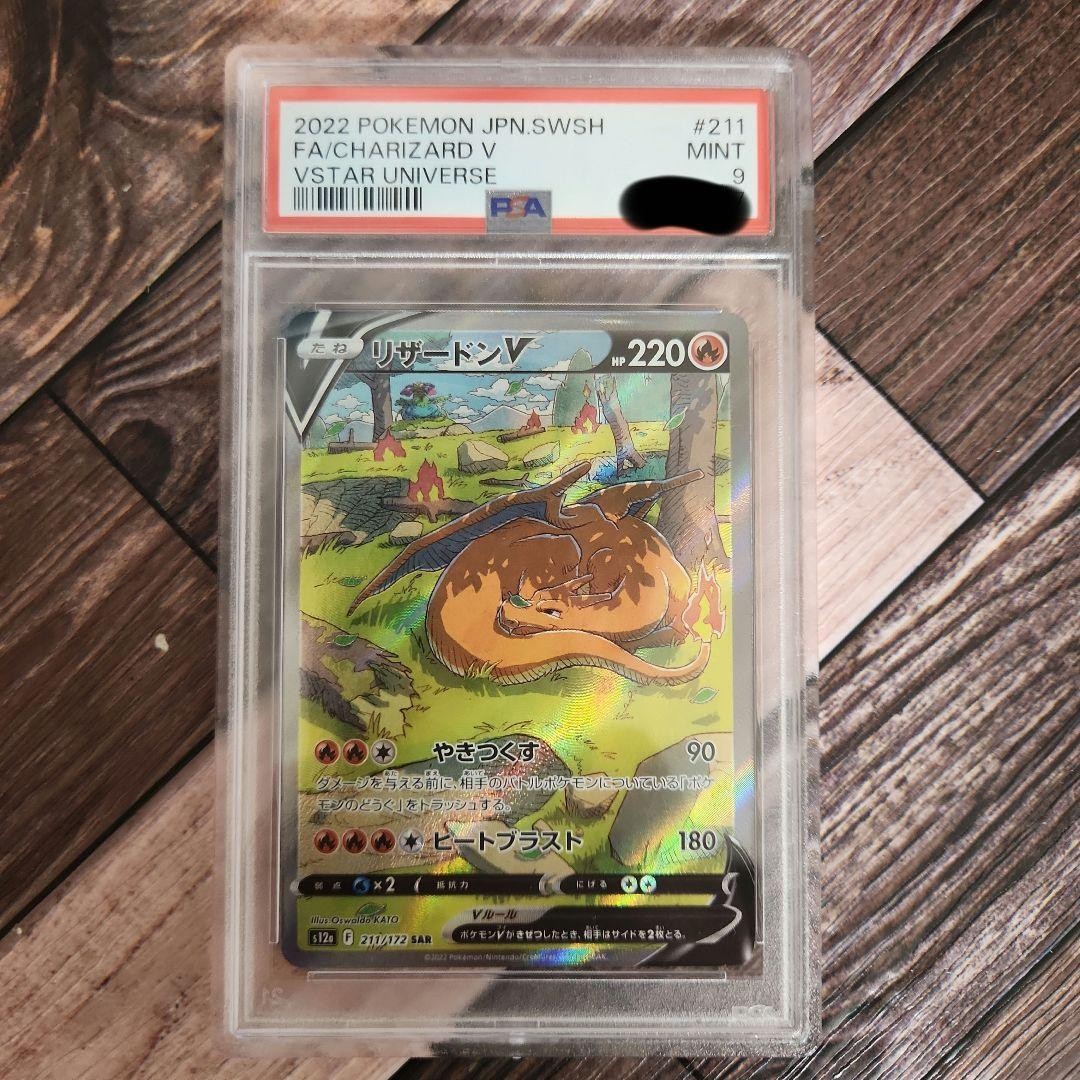 2022 POKEMON JPN.SWSH #211
FA/CHARIZARD V MINT
VSTAR UNIVERSE 9
PSA
たね リザードンV HP 220
やきつくす 90
ダメージを与える前に、相手のバトルポケモンについている「ポケ
モンのどうぐ」をトラッシュする。
ヒートブラスト 180
弱点 ×2 抵抗力 にげる
Illus. Oswaldo KATO
Vルール
ポケモンVがきぜつしたとき、相手はサイドを2枚とる。
s12a F 211/172 SAR
©2022 Pokémon/Nintendo/